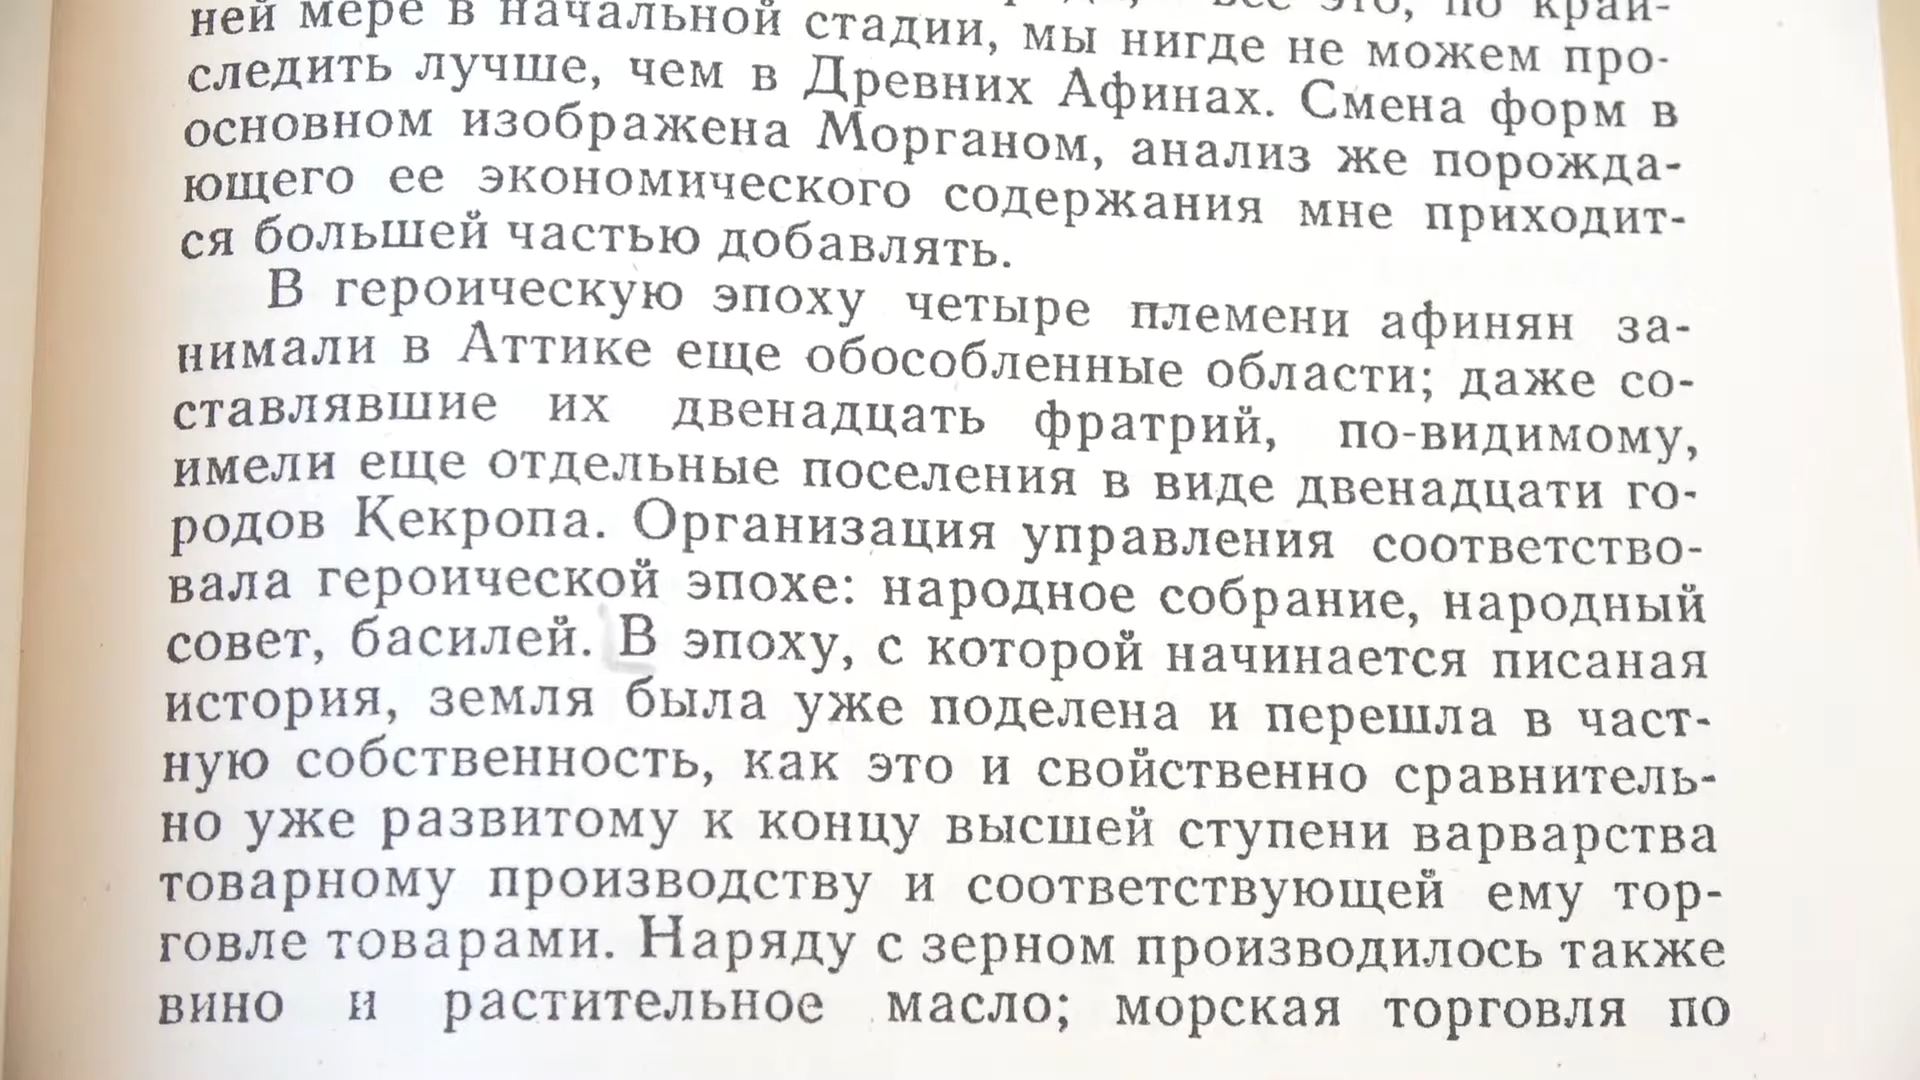 все это, по край-
ней мере в начальной стадии, мы нигде не можем про-
следить лучше, чем в Древних Афинах. Смена форм в
основном изображена Морганом, анализ же порожда-
ющего ее экономического содержания мне приходит-
ся большей частью добавлять.
В героическую эпоху четыре племени афинян за-
нимали в Аттике еще обособленные области; даже со-
ставлявшие их двенадцать фратрий, по-видимому,
имели еще отдельные поселения в виде двенадцати го-
родов Кекропа. Организация управления соответство-
вала героической эпохе: народное собрание, народный
совет, басилей. В эпоху, с которой начинается писаная
история, земля была уже поделена и перешла в част-
ную собственность, как это и свойственно сравнитель-
но уже развитому к концу высшей ступени варварства
товарному производству и соответствующей ему тор-
говле товарами. Наряду с зерном производилось также
вино и растительное масло; морская торговля по